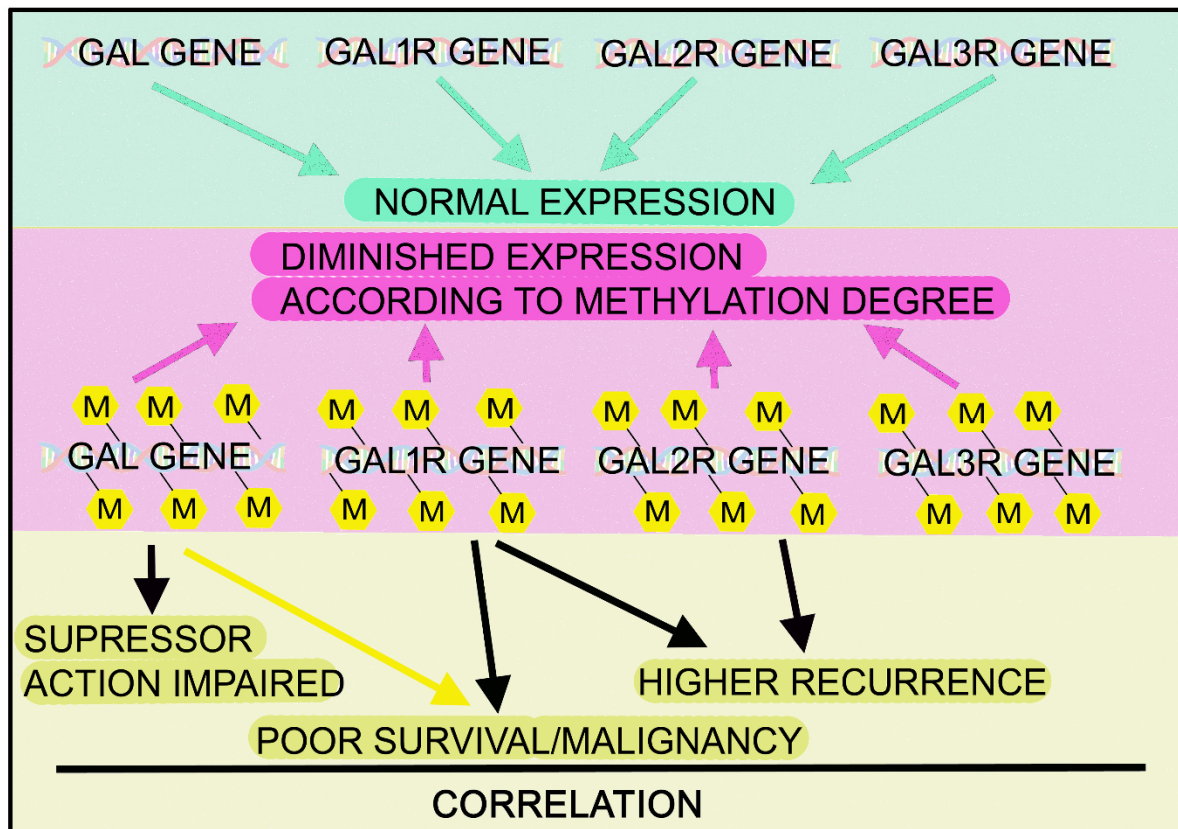 GAL GENE GAL1R GENE GAL2R GENE GAL3R GENE
NORMAL EXPRESSION
DIMINISHED EXPRESSION
ACCORDING TO METHYLATION DEGREE
M M M M M M M M M M M M
GAL GENE GAL1R GENE GAL2R GENE GAL3R GENE
M M M M M M M M M M M M
SUPRESSOR
ACTION IMPAIRED
HIGHER RECURRENCE
POOR SURVIVAL/MALIGNANCY
CORRELATION